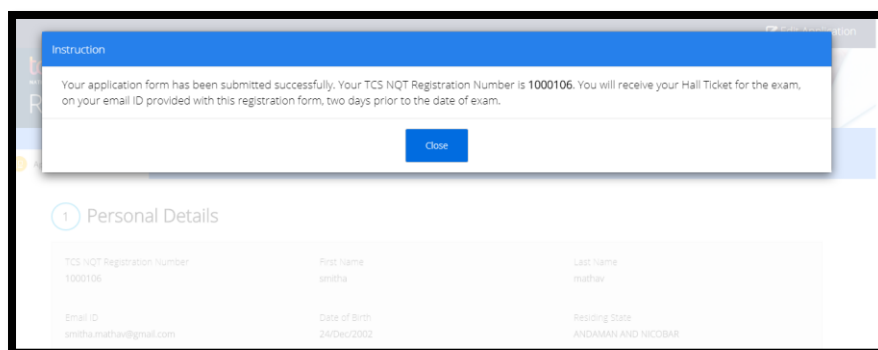 Edit Application
Instruction
Your application form has been submitted successfully. Your TCS NQT Registration Number is 1000106. You will receive your Hall Ticket for the exam,
on your email ID provided with this registration form, two days prior to the date of exam.
Close
1 Personal Details
TCS NQT Registration Number First Name Last Name
1000106 smitha mathav
Email ID Date of Birth Residing State
smitha.mathav@gmail.com 24/Dec/2002 ANDAMAN AND NICOBAR